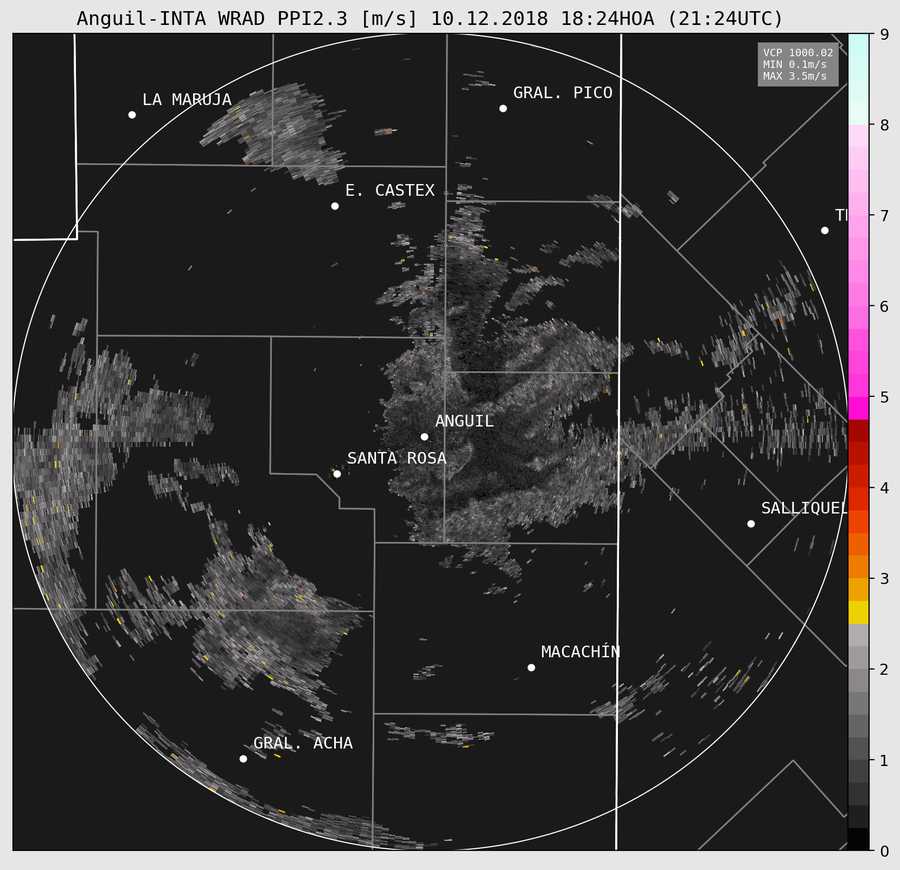 Anguil-INTA WRAD PPI2.3 [m/s] 10.12.2018 18:24HOA (21:24UTC)
VCP 1000.02
MIN 0.1m/s
MAX 3.5m/s
LA MARUJA
GRAL. PICO
E. CASTEX
ANGUIL
SANTA ROSA
SALLIQUEL
MACACHÍN
GRAL. ACHA
9
8
7
6
5
4
3
2
1
0